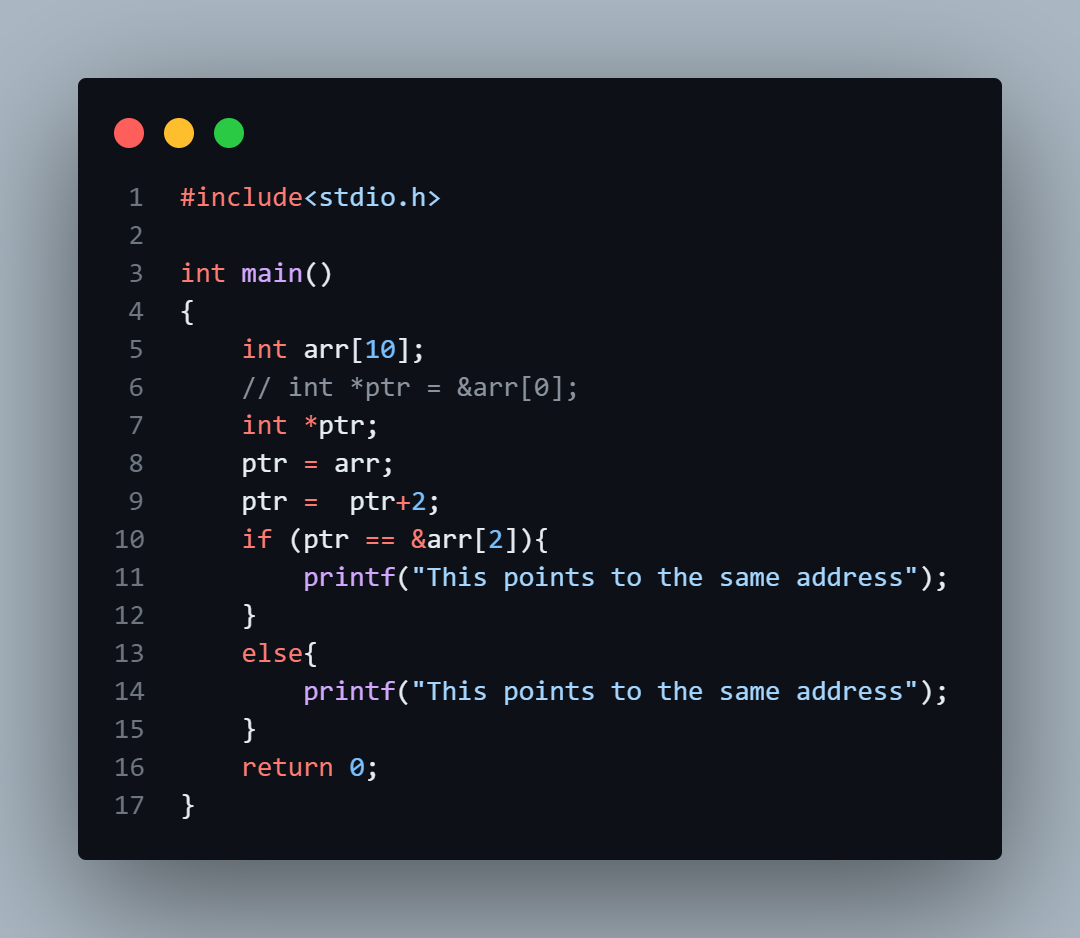 1 #include<stdio.h>
2
3 int main()
4 {
5     int arr[10];
6     // int *ptr = &arr[0];
7     int *ptr;
8     ptr = arr;
9     ptr =  ptr+2;
10     if (ptr == &arr[2]){
11         printf("This points to the same address");
12     }
13     else{
14         printf("This points to the same address");
15     }
16     return 0;
17 }